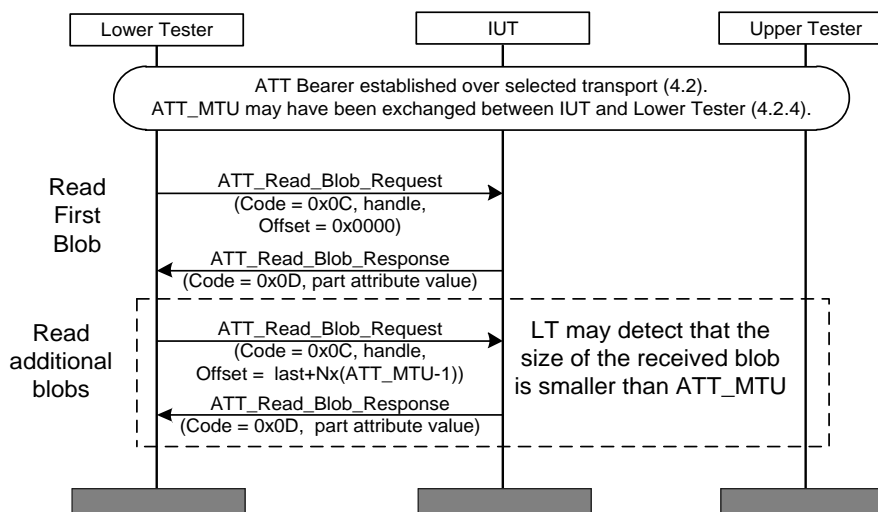 Lower Tester
IUT
Upper Tester
ATT Bearer established over selected transport (4.2).
ATT_MTU may have been exchanged between IUT and Lower Tester (4.2.4).
Read
First
Blob
ATT_Read_Blob_Request
(Code = 0x0C, handle,
Offset = 0x0000)
ATT_Read_Blob_Response
(Code = 0x0D, part attribute value)
Read
additional
blobs
ATT_Read_Blob_Request
(Code = 0x0C, handle,
Offset =  last+Nx(ATT_MTU-1))
ATT_Read_Blob_Response
(Code = 0x0D,  part attribute value)
LT may detect that the
size of the received blob
is smaller than ATT_MTU